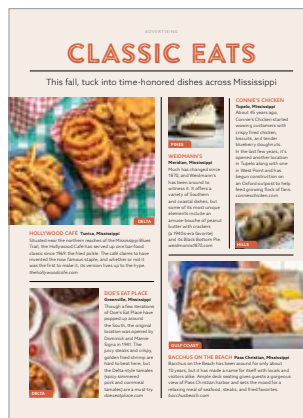 ADVERTISING
CLASSIC EATS
This fall, tuck into time-honored dishes across Mississippi
DELTA
HOLLYWOOD CAFÉ Tunica, Mississippi
Situated near the northern reaches of the Mississippi Blues
Trail, the Hollywood Café has served up one bar-food
classic since 1969: the fried pickle. The café claims to have
invented the now famous staple, and whether or not it
was the first to make it, its version lives up to the hype.
thehollywoodcafe.com
DELTA
DOE'S EAT PLACE
Greenville, Mississippi
Though a few iterations
of Doe's Eat Place have
popped up around
the South, the original
location was opened by
Dominick and Mamie
Signa in 1941. The
juicy steaks and crispy,
golden fried shrimp are
hard to beat here, but
the Delta-style tamales
(spicy simmered
pork and cornmeal
tamales) are a must-try.
doeseatplace.com
PINES
WEIDMANN'S
Meridian, Mississippi
Much has changed since
1870, and Weidmann's
has been around to
witness it. It offers a
variety of Southern
and coastal dishes, but
some of its most unique
elements include an
amuse-bouche of peanut
butter with crackers
(a 1940s-era favorite)
and its Black Bottom Pie.
weidmanns1870.com
CONNIE'S CHICKEN
Tupelo, Mississippi
About 45 years ago,
Connie's Chicken started
wooing customers with
crispy fried chicken,
biscuits, and tender
blueberry doughnuts.
In the last few years, it's
opened another location
in Tupelo along with one
in West Point and has
begun construction on
an Oxford outpost to help
feed growing flock of fans.
connieschicken.com
HILLS
GULF COAST
BACCHUS ON THE BEACH Pass Christian, Mississippi
Bacchus on the Beach has been around for only
10 years, but it has made a name for itself with locals and
visitors alike. Ample deck seating gives guests a gorgeous
view of Pass Christian harbor and sets the mood for a
relaxing meal of seafood, steaks, and fried favorites.
bacchusbeach.com